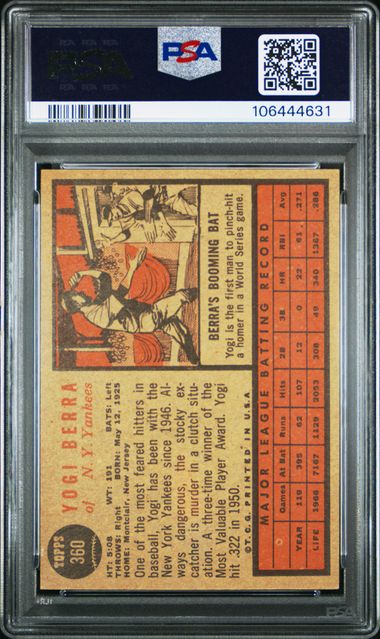 PSA
PSA
106444631
TOPPS
360
YOGI BERRA
of N. Y. Yankees
HT: 5:08 WT: 191 BATS: Left
THROWS: Right BORN: May 12, 1925
HOME: Montclair, New Jersey
One of the most feared hitters in
baseball, Yogi has been with the
New York Yankees since 1946. Al-
ways dangerous, the stocky ex-
catcher is murder in a clutch situ-
ation. A three-time winner of the
Most Valuable Player Award. Yogi
hit .322 in 1950.
© T.C.G. PRINTED IN U.S.A.
BERRA'S BOOMING BAT
Yogi is the first man to pinch-hit
a homer in a World Series game.
MAJOR LEAGUE BATTING RECORD
Games At Bat Runs Hits 2B 3B HR RBI Avg.
YEAR 119 395 62 107 12 0 22 61 .271
LIFE 1966 7167 1129 2053 308 49 340 1367 .286